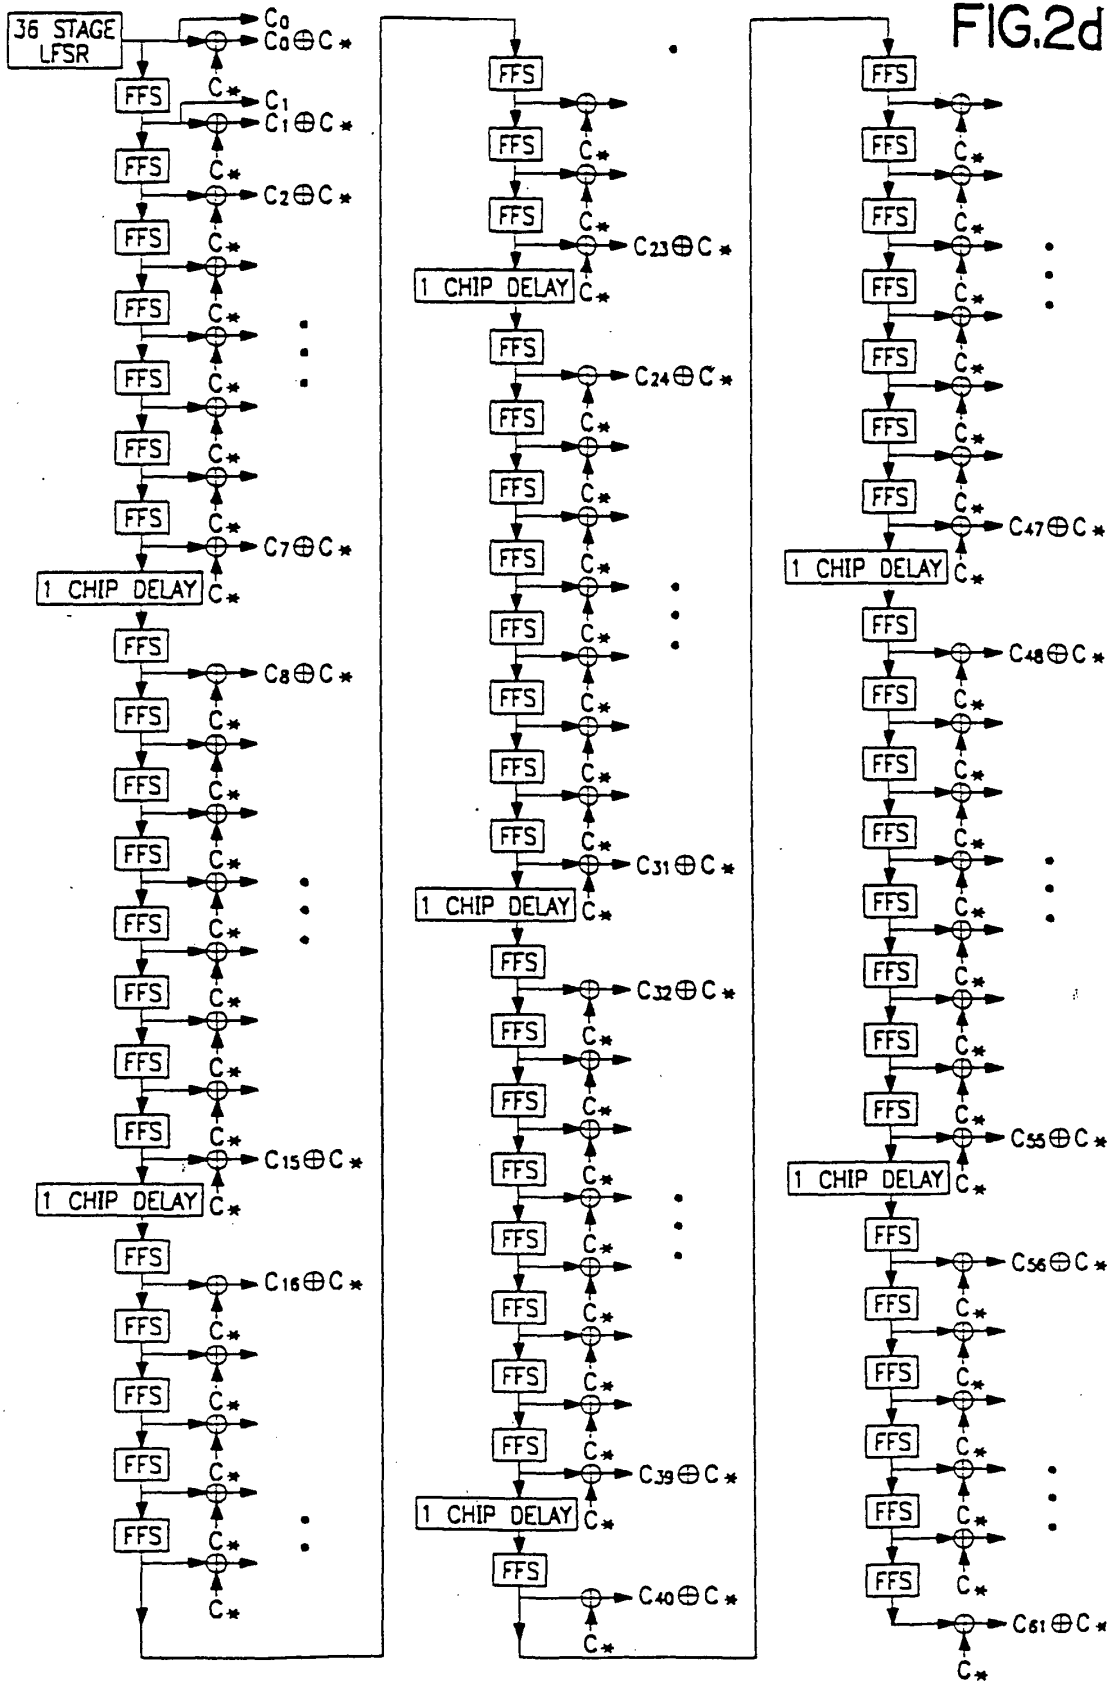 FIG.2d
36 STAGE
LFSR
C₀
C₀⊕C*
FFS C*
C₁
C₁⊕C*
FFS C*
C₂⊕C*
FFS C*
FFS C*
FFS C*
FFS C*
FFS C*
C₇⊕C*
1 CHIP DELAY C*
FFS
C₈⊕C*
FFS C*
FFS C*
FFS C*
FFS C*
FFS C*
FFS C*
FFS C*
C₁₅⊕C*
1 CHIP DELAY C*
FFS
C₁₆⊕C*
FFS C*
FFS C*
FFS C*
FFS C*
C*
FFS
FFS C*
FFS C*
C₂₃⊕C*
1 CHIP DELAY C*
FFS
C₂₄⊕C*
FFS C*
FFS C*
FFS C*
FFS C*
FFS C*
FFS C*
FFS C*
C₃₁⊕C*
1 CHIP DELAY C*
FFS
C₃₂⊕C*
FFS C*
FFS C*
FFS C*
FFS C*
FFS C*
FFS C*
FFS C*
C₃₉⊕C*
1 CHIP DELAY C*
FFS
C₄₀⊕C*
C*
FFS
FFS C*
FFS C*
FFS C*
FFS C*
FFS C*
FFS C*
C₄₇⊕C*
1 CHIP DELAY C*
FFS
C₄₈⊕C*
FFS C*
FFS C*
FFS C*
FFS C*
FFS C*
FFS C*
FFS C*
C₅₅⊕C*
1 CHIP DELAY C*
FFS
C₅₆⊕C*
FFS C*
FFS C*
FFS C*
FFS C*
FFS C*
C₆₁⊕C*
C*